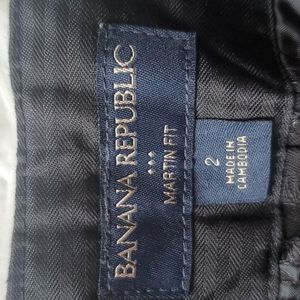 BANANA REPUBLIC
MARTIN FIT
2
MADE IN
CAMBODIA